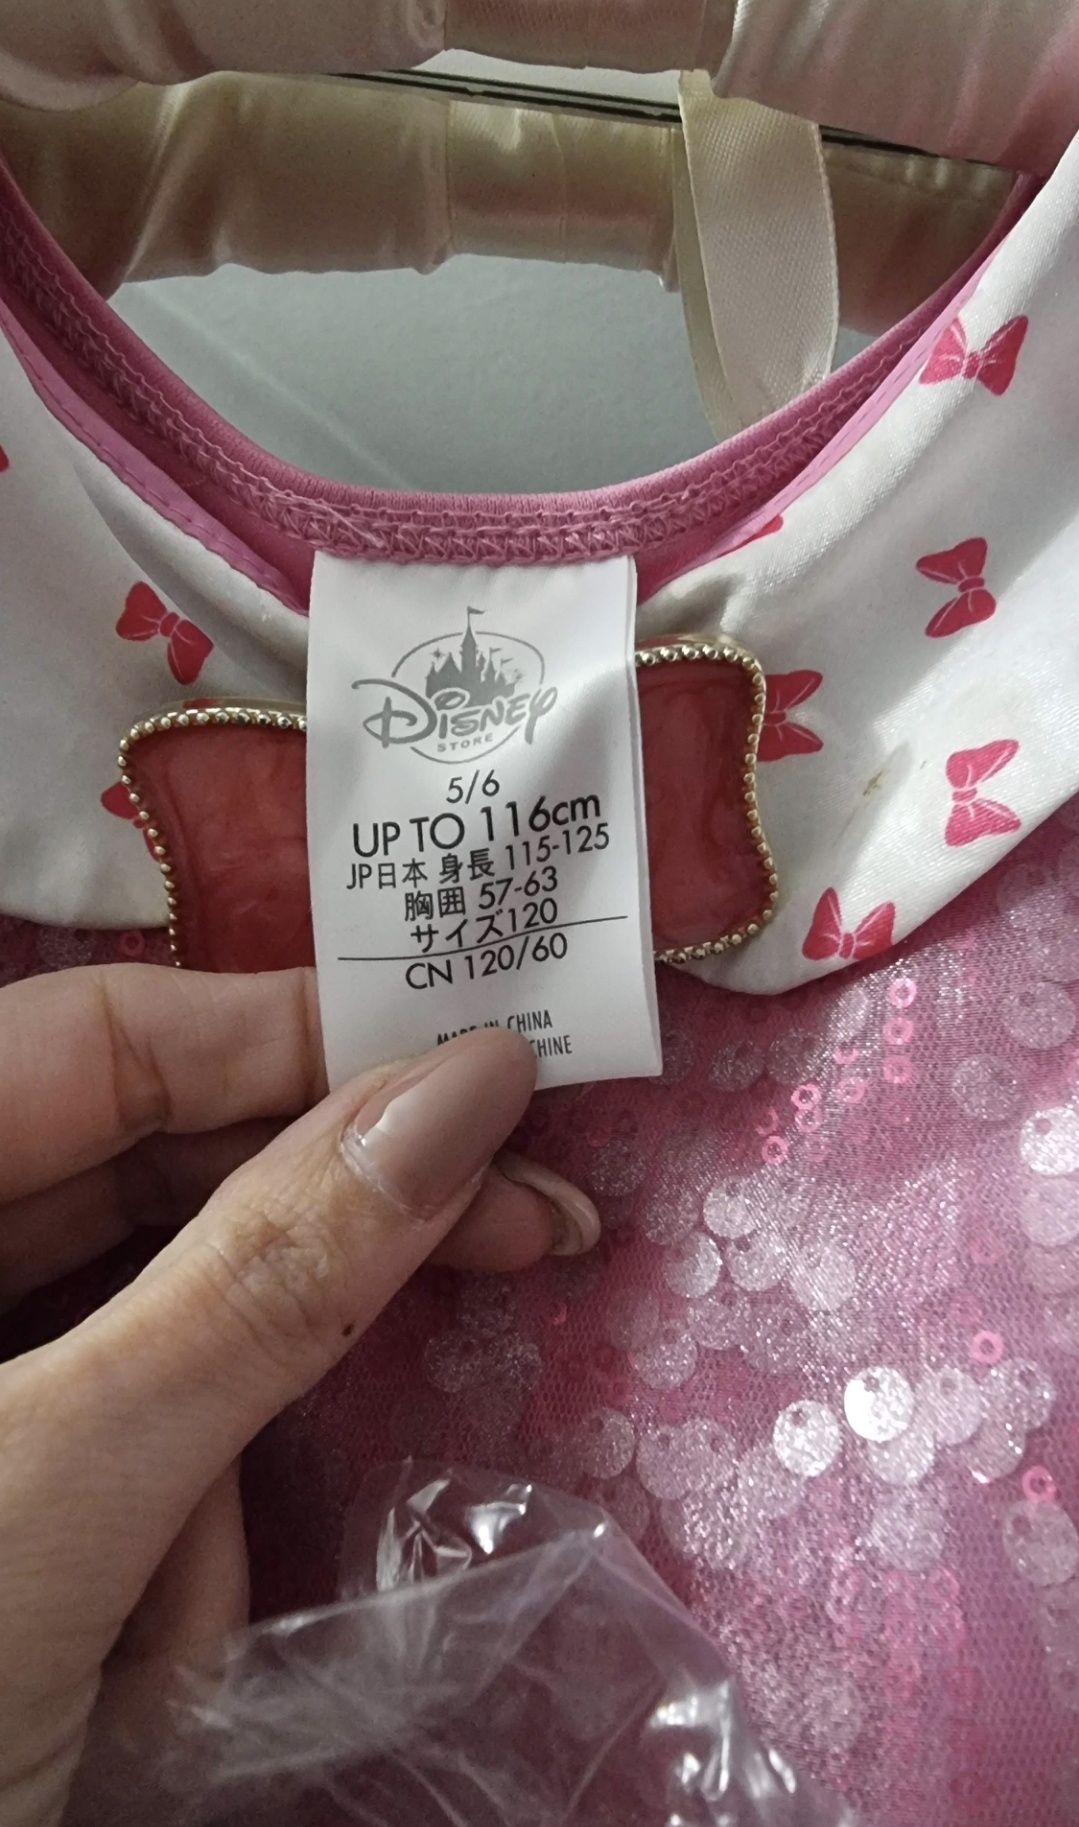 Disney
STORE
5/6
UP TO 116cm
JP日本 身長 115-125
胸囲 57-63
サイズ120
CN 120/60
MADE IN CHINA
CHINE